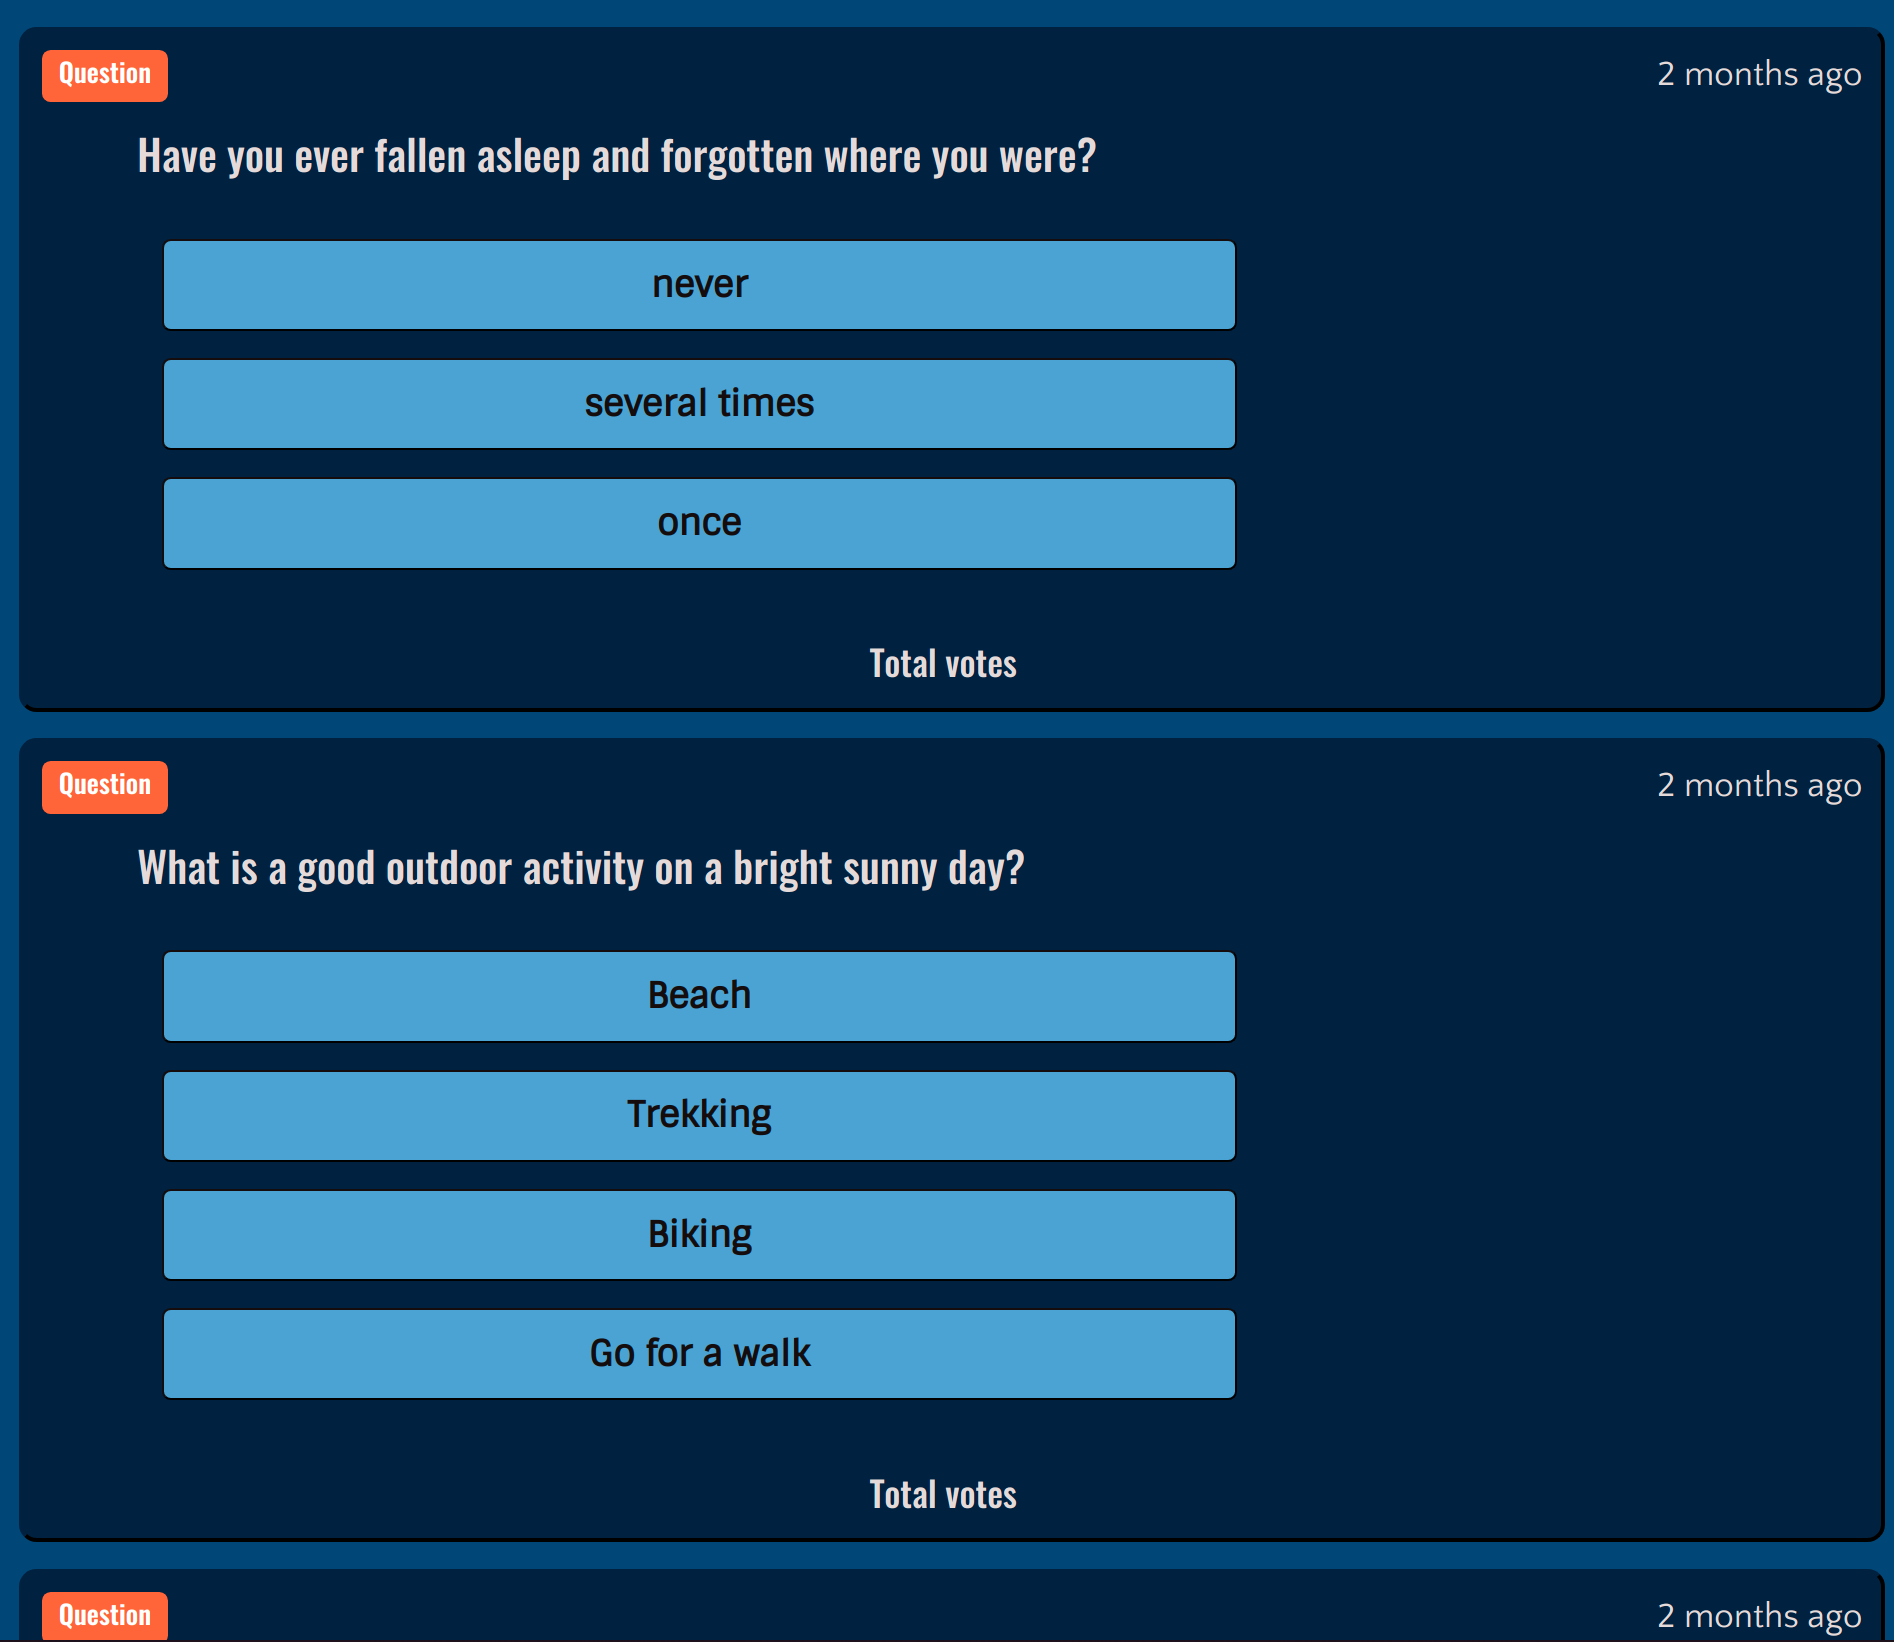 Question
2 months ago
Have you ever fallen asleep and forgotten where you were?
never
several times
once
Total votes
Question
2 months ago
What is a good outdoor activity on a bright sunny day?
Beach
Trekking
Biking
Go for a walk
Total votes
Question
2 months ago